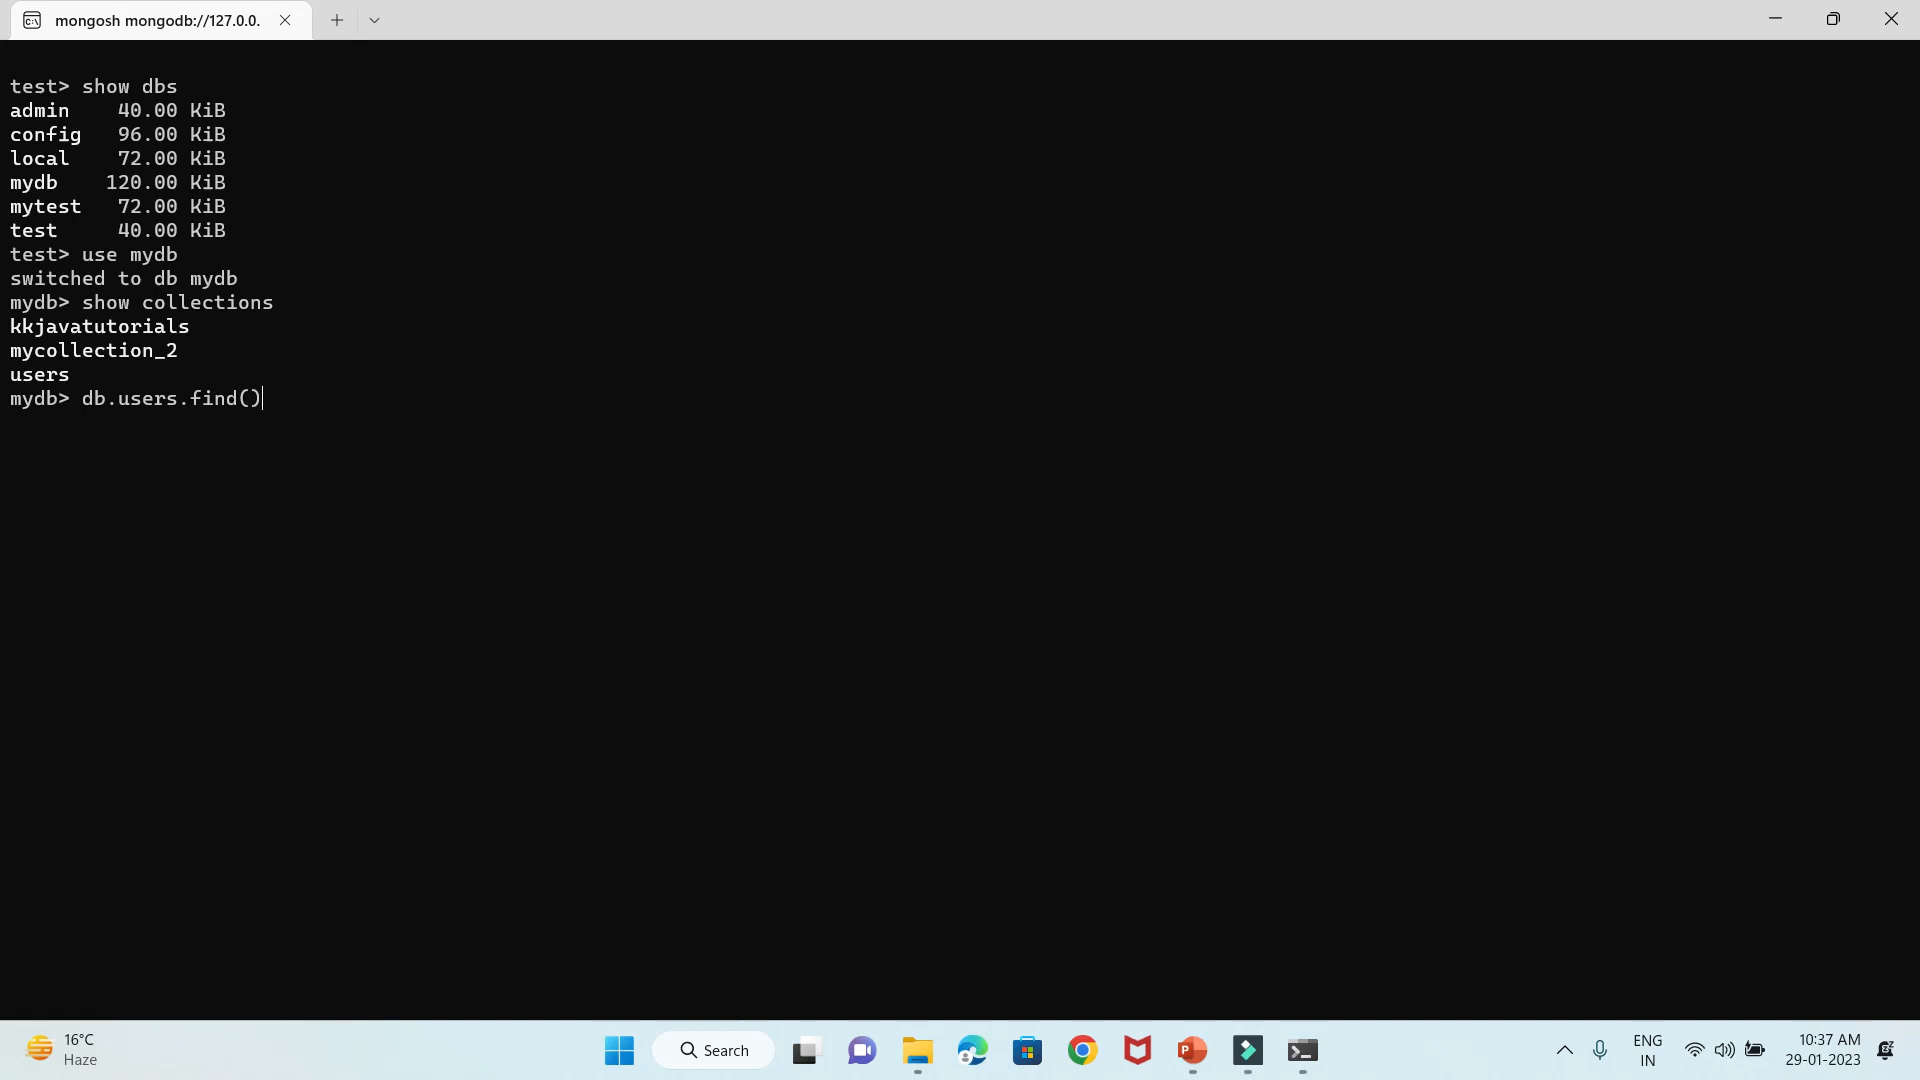 mongosh mongodb://127.0.0.
test> show dbs
admin    40.00 KiB
config   96.00 KiB
local    72.00 KiB
mydb    120.00 KiB
mytest   72.00 KiB
test     40.00 KiB
test> use mydb
switched to db mydb
mydb> show collections
kkjavatutorials
mycollection_2
users
mydb> db.users.find()
16°C
Haze
Search
ENG
IN
10:37 AM
29-01-2023